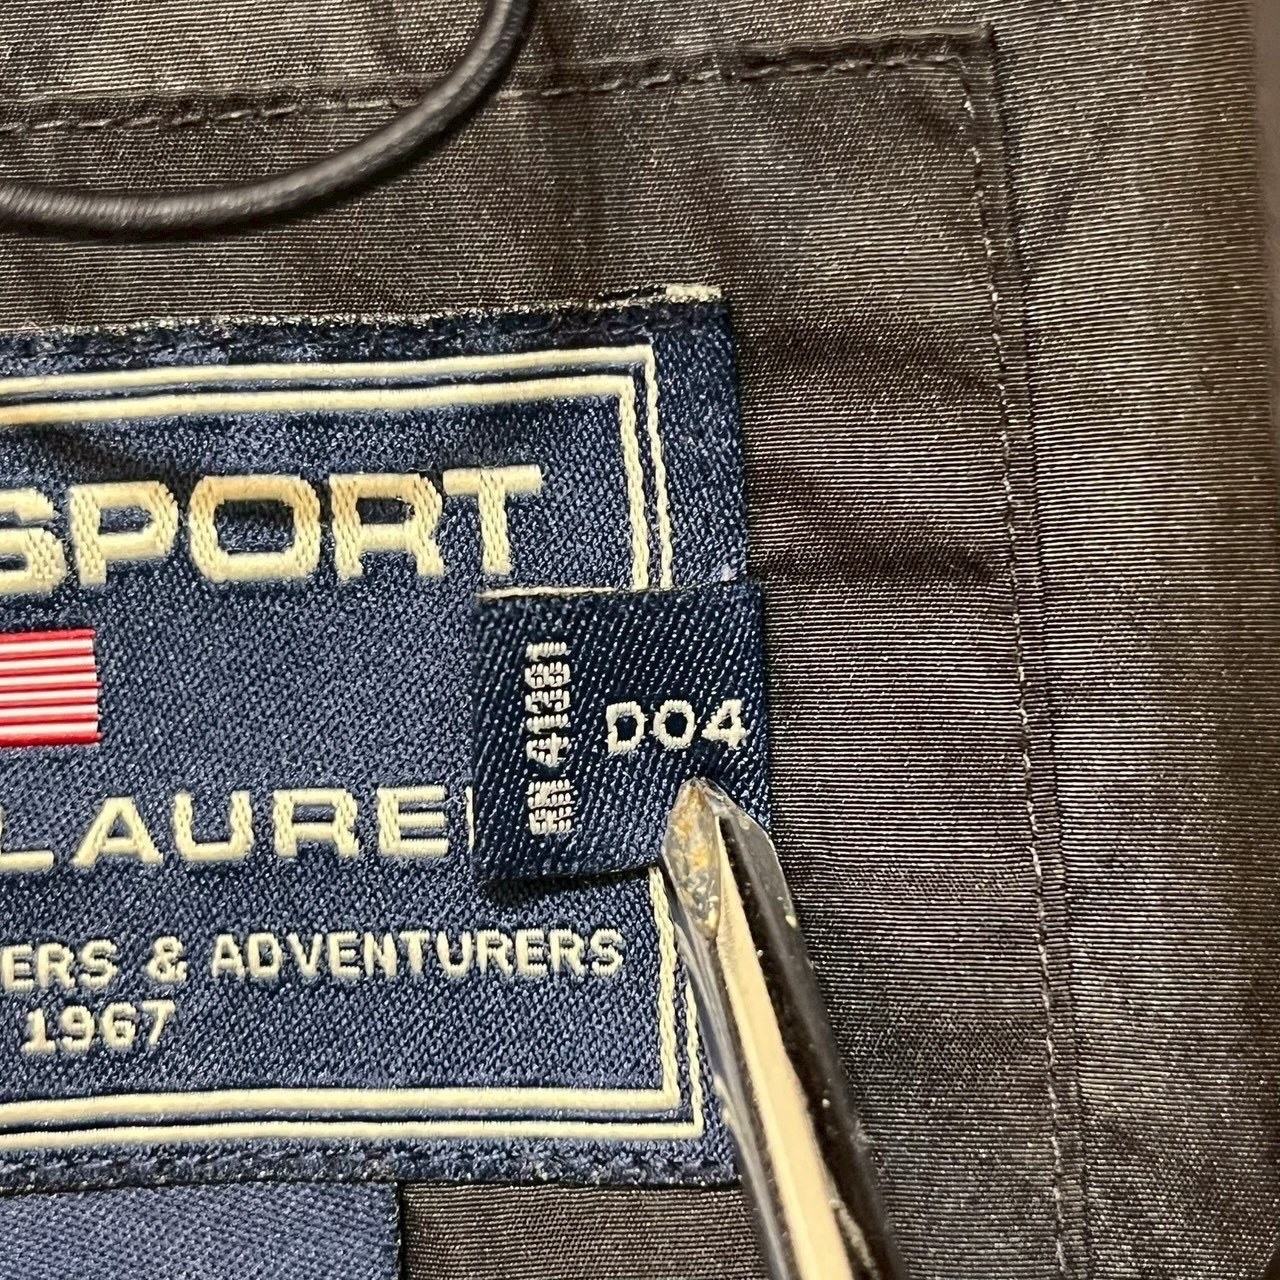 SPORT
LAURE
ERS & ADVENTURERS
1967
RN 41381
D04